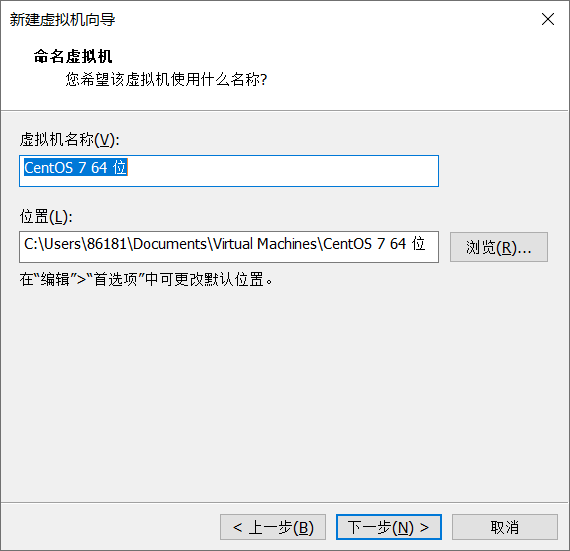 新建虚拟机向导
命名虚拟机
您希望该虚拟机使用什么名称?
虚拟机名称(V):
CentOS 7 64 位
位置(L):
C:\Users\86181\Documents\Virtual Machines\CentOS 7 64 位
浏览(R)...
在“编辑”>“首选项”中可更改默认位置。
< 上一步(B)
下一步(N) >
取消